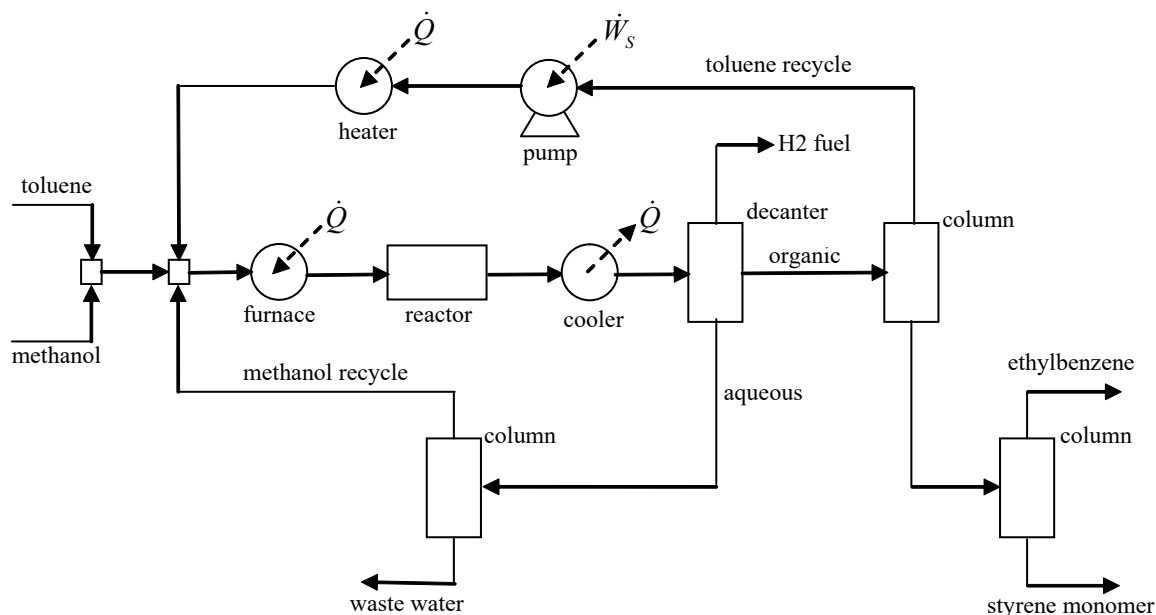 Q̇
Ẇ_S
toluene recycle
heater
pump
H2 fuel
toluene
Q̇
Q̇
decanter
column
organic
furnace
reactor
cooler
methanol
methanol recycle
aqueous
ethylbenzene
column
column
waste water
styrene monomer